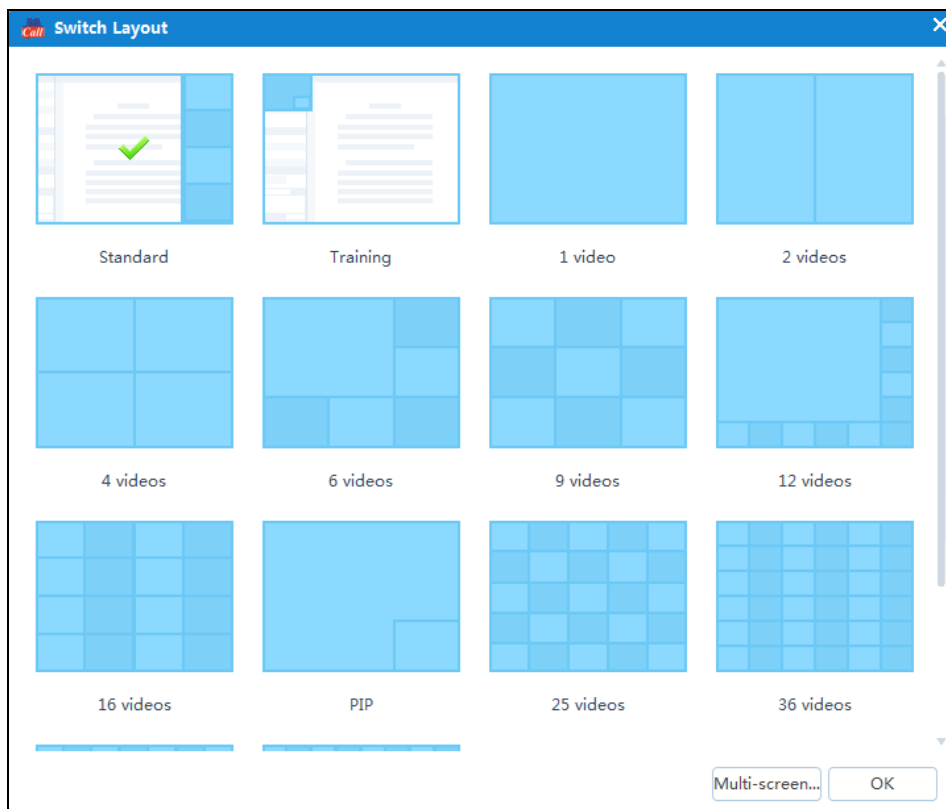 Call Switch Layout
Standard Training 1 video 2 videos
4 videos 6 videos 9 videos 12 videos
16 videos PIP 25 videos 36 videos
Multi-screen... OK